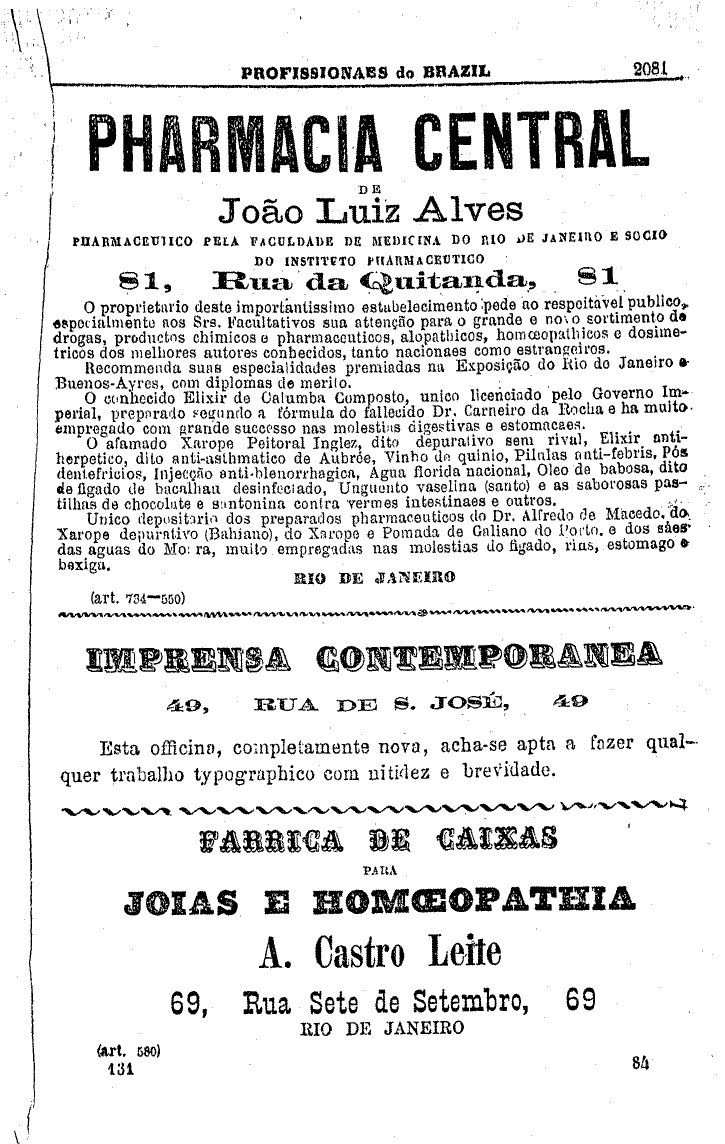 PROFISSIONAES do BRAZIL 2081
PHARMACIA CENTRAL
DE
João Luiz Alves
PHARMACEUTICO PELA FACULDADE DE MEDICINA DO RIO DE JANEIRO E SOCIO
DO INSTITUTO PHARMACEUTICO
81, Rua da Quitanda, 81
O proprietario deste importantissimo estabelecimento pede ao respeitavel publico,
especialmente aos Srs. Facultativos sua attenção para o grande e novo sortimento de
drogas, productos chimicos e pharmaceuticos, alopathicos, homœopathicos e dosime-
tricos dos melhores autores conhecidos, tanto nacionaes como estrangeiros.
Recommenda suas especialidades premiadas na Exposição do Rio do Janeiro e
Buenos-Ayres, com diplomas de merito.
O conhecido Elixir de Calumba Composto, unico licenciado pelo Governo Im-
perial, preparado segundo a fórmula do fallecido Dr. Carneiro da Rocha e ha muito
empregado com grande successo nas molestias digestivas e estomacaes.
O afamado Xarope Peitoral Inglez, dito depurativo sem rival, Elixir anti-
herpetico, dito anti-asthmatico de Aubrée, Vinho de quinio, Pilulas anti-febris, Pós
dentefricios, Injecção anti-blenorrhagica, Agua florida nacional, Oleo de babosa, dito
de figado de bacalhau desinfectado, Unguento vaselina (santo) e as saborosas pas-
tilhas de chocolate e santonina contra vermes intestinaes e outros.
Unico depositario dos preparados pharmaceuticos do Dr. Alfredo de Macedo, do
Xarope depurativo (Bahiano), do Xarope e Pomada de Galiano do Porto, e dos sáes
das aguas do Moura, muito empregadas nas molestias do figado, rins, estomago e
bexiga.
RIO DE JANEIRO
(art. 734—550)
IMPRENSA CONTEMPORANEA
49, RUA DE S. JOSÉ, 49
Esta officina, completamente nova, acha-se apta a fazer qual-
quer trabalho typographico com nitidez e brevidade.
FABRICA DE CAIXAS
PARA
JOIAS E HOMŒOPATHIA
A. Castro Leite
69, Rua Sete de Setembro, 69
RIO DE JANEIRO
(art. 580)
131 84